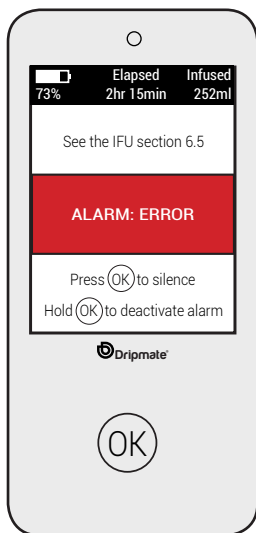 Elapsed Infused
73% 2hr 15min 252ml
See the IFU section 6.5
ALARM: ERROR
Press OK to silence
Hold OK to deactivate alarm
Dripmate
OK